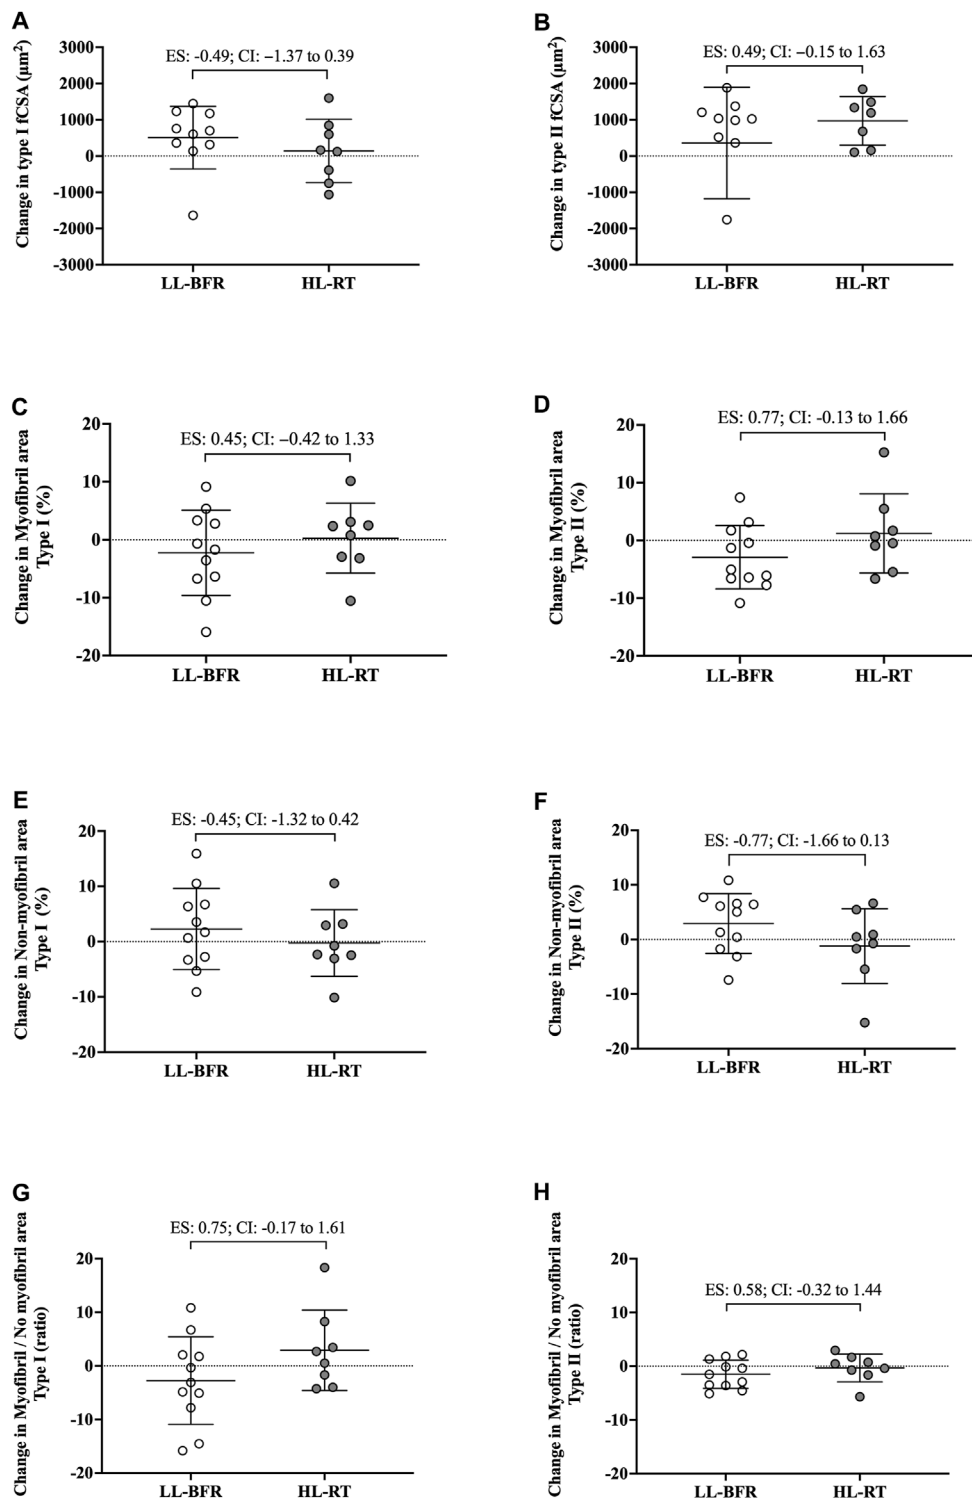 A
ES: -0.49; CI: −1.37 to 0.39
Change in type I fCSA (µm²)
3000
2000
1000
0
-1000
-2000
-3000
LL-BFR
HL-RT
B
ES: 0.49; CI: −0.15 to 1.63
Change in type II fCSA (µm²)
3000
2000
1000
0
-1000
-2000
-3000
LL-BFR
HL-RT
C
ES: 0.45; CI: −0.42 to 1.33
Change in Myofibril area
Type I (%)
20
10
0
-10
-20
LL-BFR
HL-RT
D
ES: 0.77; CI: -0.13 to 1.66
Change in Myofibril area
Type II (%)
20
10
0
-10
-20
LL-BFR
HL-RT
E
ES: -0.45; CI: -1.32 to 0.42
Change in Non-myofibril area
Type I (%)
20
10
0
-10
-20
LL-BFR
HL-RT
F
ES: -0.77; CI: -1.66 to 0.13
Change in Non-myofibril area
Type II (%)
20
10
0
-10
-20
LL-BFR
HL-RT
G
ES: 0.75; CI: -0.17 to 1.61
Change in Myofibril / No myofibril area
Type I (ratio)
20
10
0
-10
-20
LL-BFR
HL-RT
H
ES: 0.58; CI: -0.32 to 1.44
Change in Myofibril / No myofibril area
Type II (ratio)
20
10
0
-10
-20
LL-BFR
HL-RT